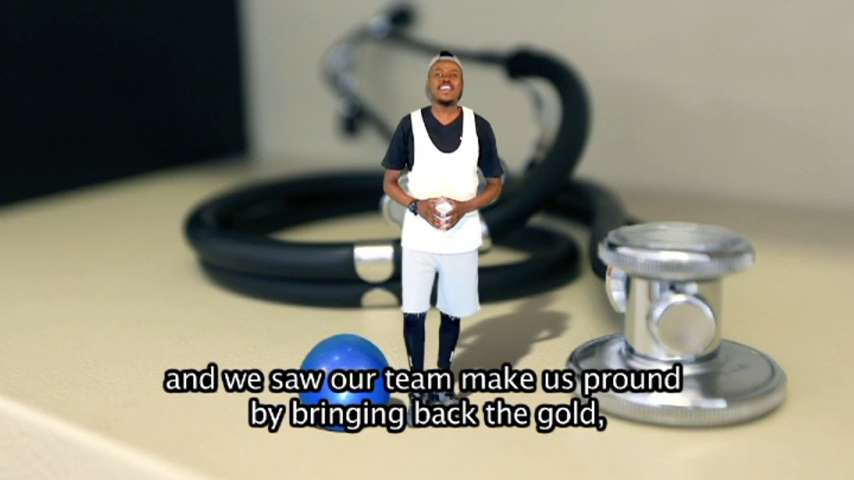 and we saw our team make us pround
by bringing back the gold,